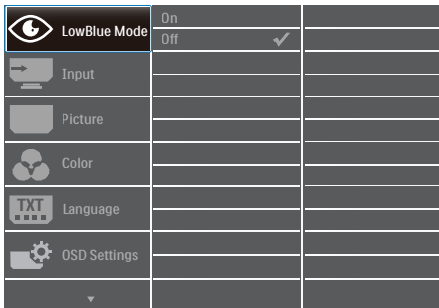 LowBlue Mode
On
Off
Input
Picture
Color
TXT
Language
OSD Settings